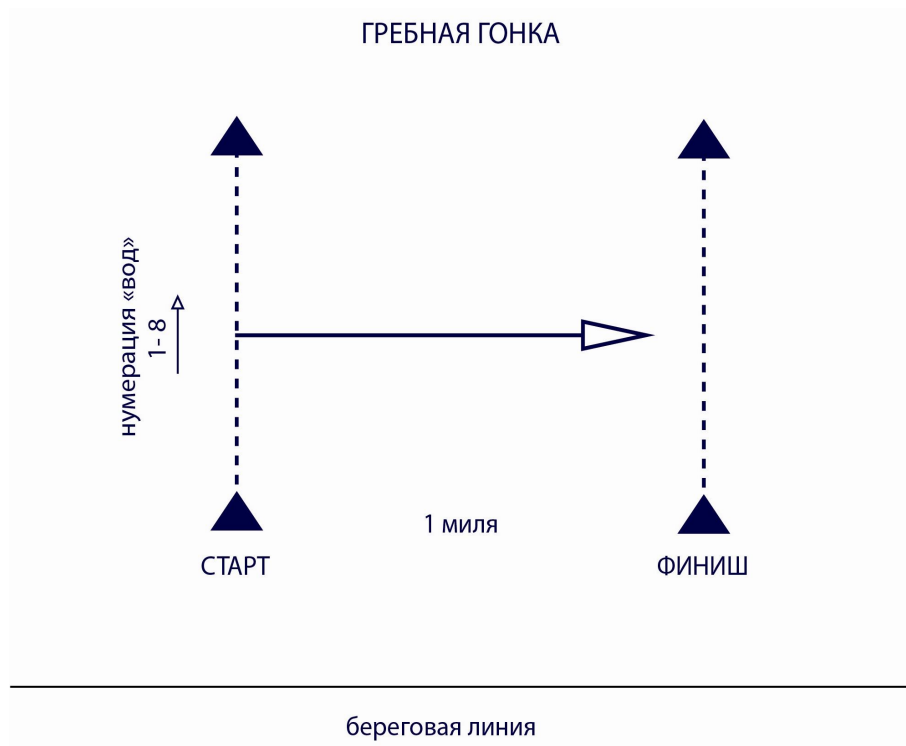 ГРЕБНАЯ ГОНКА
нумерация «вод»
1- 8
1 миля
СТАРТ
ФИНИШ
береговая линия